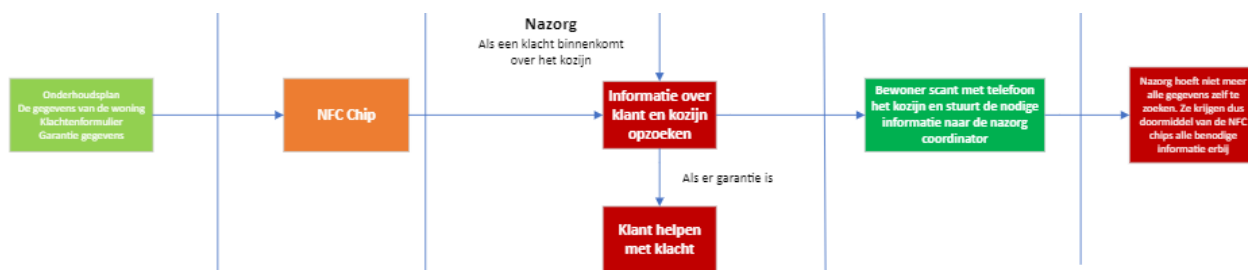 Nazorg
Als een klacht binnenkomt
over het kozijn
Onderhoudsplan
De gegevens van de woning
Klachtenformulier
Garantie gegevens
NFC Chip
Informatie over
klant en kozijn
opzoeken
Bewoner scant met telefoon
het kozijn en stuurt de nodige
informatie naar de nazorg
coordinator
Nazorg hoeft niet meer
alle gegevens zelf te
zoeken. Ze krijgen dus
doormiddel van de NFC
chips alle benodige
informatie erbij
Als er garantie is
Klant helpen
met klacht